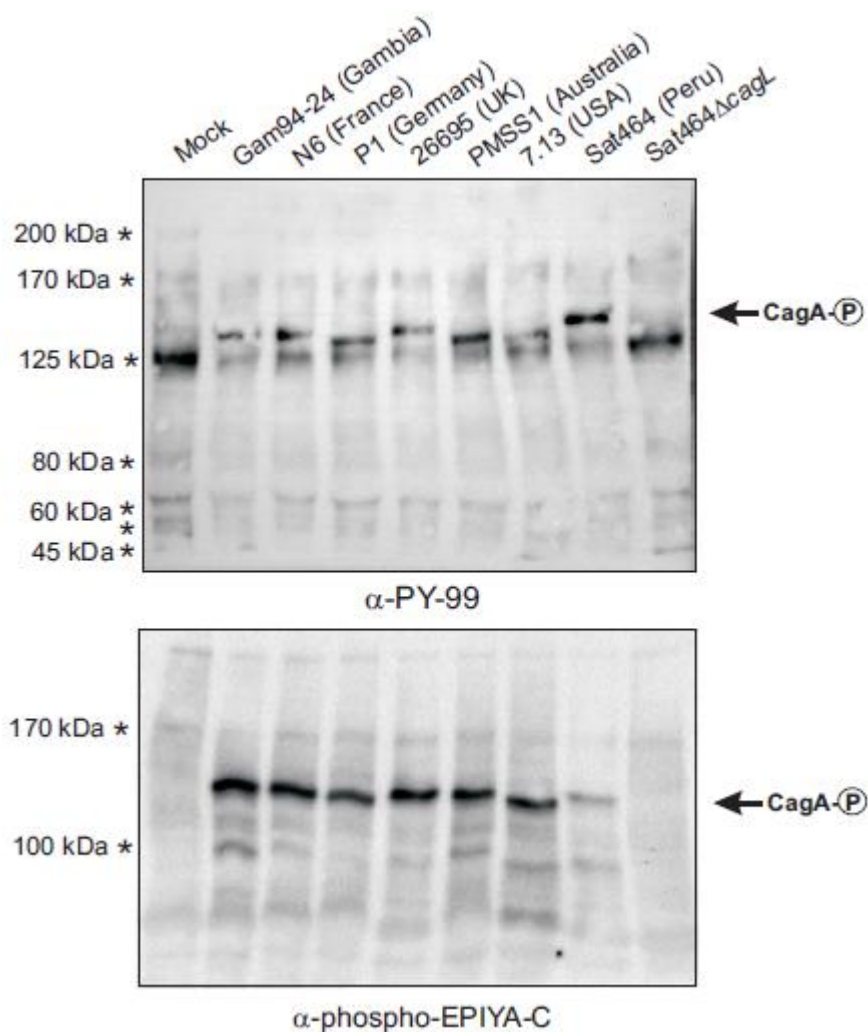 Mock
Gam94-24 (Gambia)
N6 (France)
P1 (Germany)
26695 (UK)
PMSS1 (Australia)
7.13 (USA)
Sat464 (Peru)
Sat464ΔcagL
200 kDa *
170 kDa *
CagA-Ⓟ
125 kDa *
80 kDa *
60 kDa *
*
45 kDa *
α-PY-99
170 kDa *
CagA-Ⓟ
100 kDa *
α-phospho-EPIYA-C